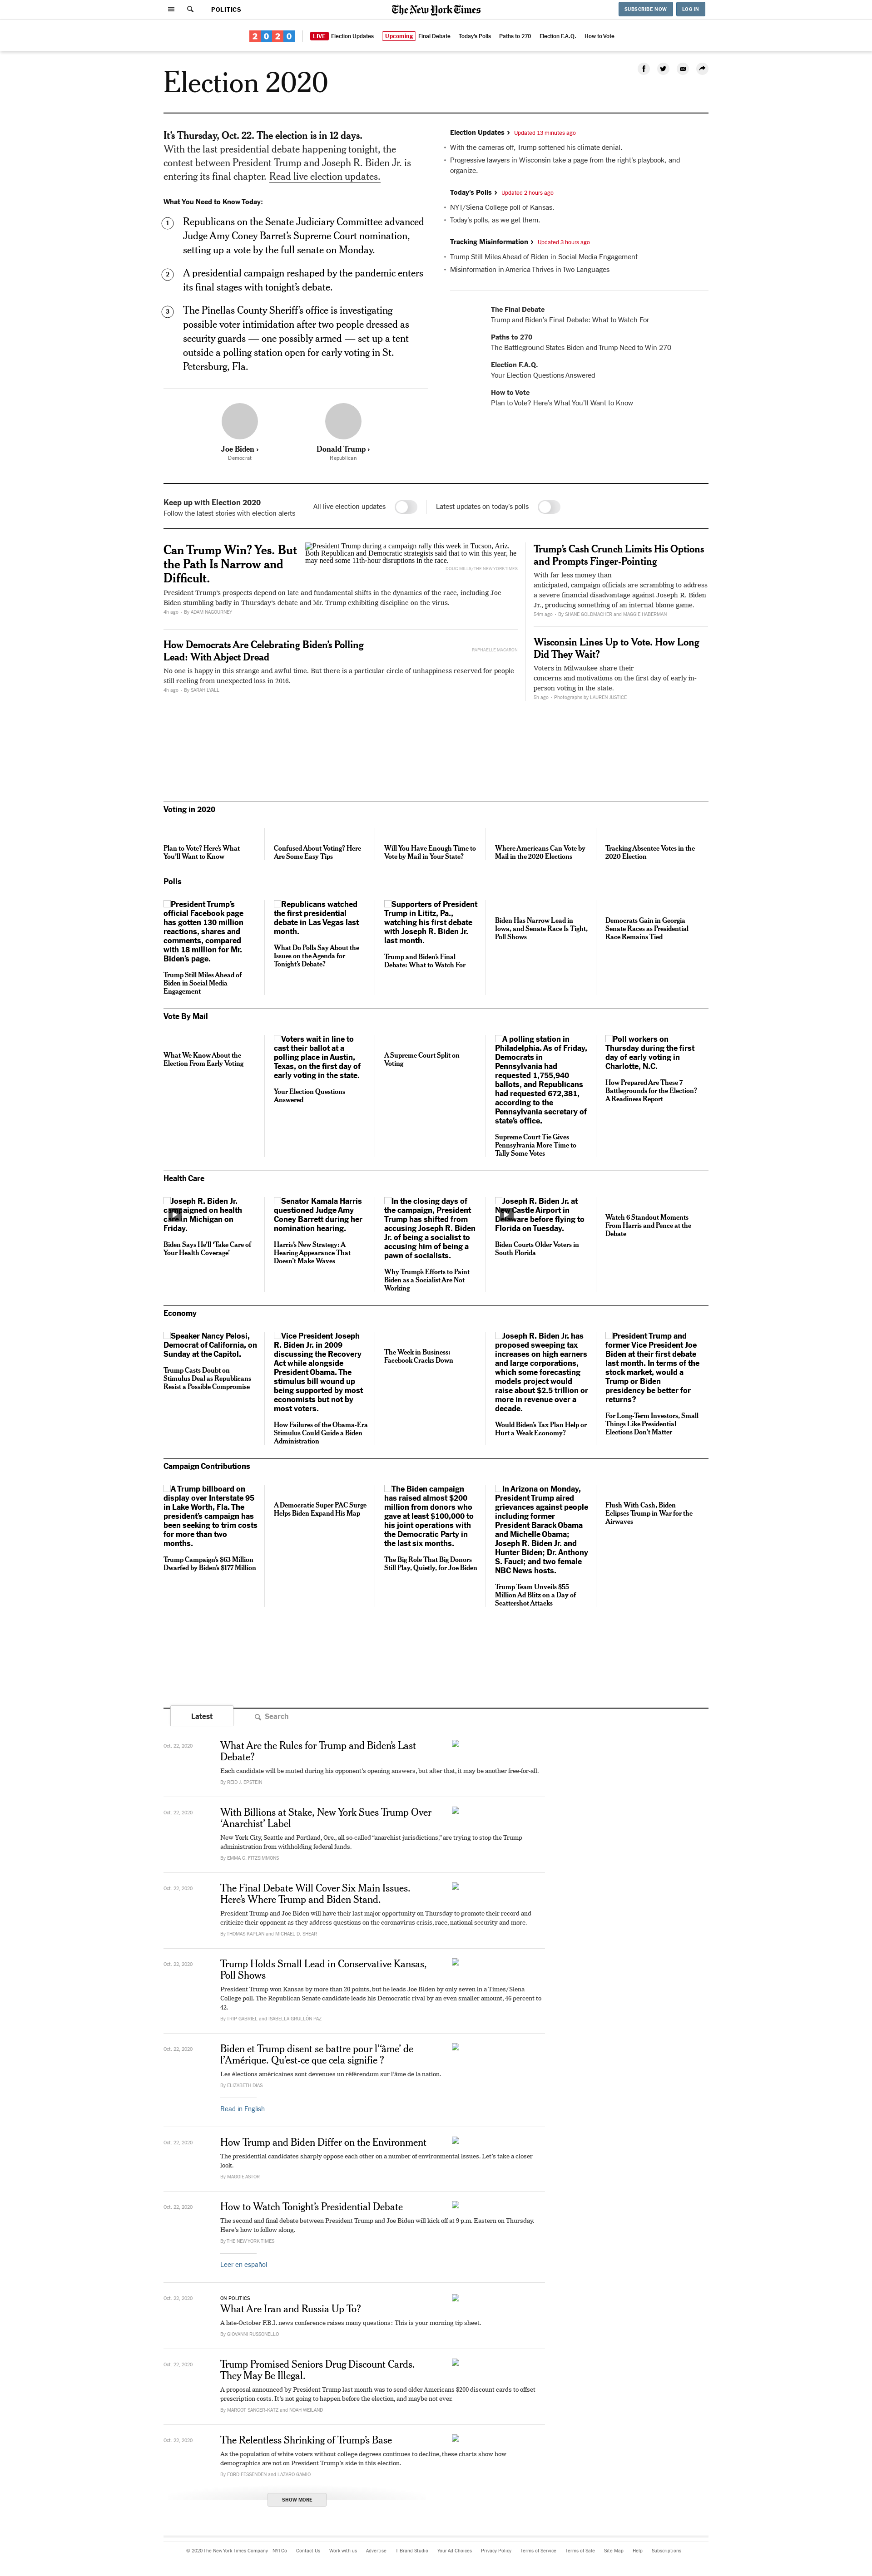 POLITICS
The New York Times
SUBSCRIBE NOW
LOG IN
2020
LIVE Election Updates
Upcoming Final Debate
Today's Polls
Paths to 270
Election F.A.Q.
How to Vote
Election 2020
It's Thursday, Oct. 22. The election is in 12 days.
With the last presidential debate happening tonight, the
contest between President Trump and Joseph R. Biden Jr. is
entering its final chapter. Read live election updates.
What You Need to Know Today:
1
Republicans on the Senate Judiciary Committee advanced
Judge Amy Coney Barrett's Supreme Court nomination,
setting up a vote by the full senate on Monday.
2
A presidential campaign reshaped by the pandemic enters
its final stages with tonight's debate.
3
The Pinellas County Sheriff's office is investigating
possible voter intimidation after two people dressed as
security guards — one possibly armed — set up a tent
outside a polling station open for early voting in St.
Petersburg, Fla.
Joe Biden ›
Democrat
Donald Trump ›
Republican
Election Updates › Updated 13 minutes ago
• With the cameras off, Trump softened his climate denial.
• Progressive lawyers in Wisconsin take a page from the right's playbook, and
organize.
Today's Polls › Updated 2 hours ago
• NYT/Siena College poll of Kansas.
• Today's polls, as we get them.
Tracking Misinformation › Updated 3 hours ago
• Trump Still Miles Ahead of Biden in Social Media Engagement
• Misinformation in America Thrives in Two Languages
The Final Debate
Trump and Biden's Final Debate: What to Watch For
Paths to 270
The Battleground States Biden and Trump Need to Win 270
Election F.A.Q.
Your Election Questions Answered
How to Vote
Plan to Vote? Here's What You'll Want to Know
Keep up with Election 2020
Follow the latest stories with election alerts
All live election updates
Latest updates on today's polls
Can Trump Win? Yes. But
the Path Is Narrow and
Difficult.
President Trump during a campaign rally this week in Tucson, Ariz.
Both Republican and Democratic strategists said that to win this year, he
may need some 11th-hour disruptions in the race.
DOUG MILLS/THE NEW YORK TIMES
President Trump's prospects depend on late and fundamental shifts in the dynamics of the race, including Joe
Biden stumbling badly in Thursday's debate and Mr. Trump exhibiting discipline on the virus.
4h ago • By ADAM NAGOURNEY
How Democrats Are Celebrating Biden's Polling
Lead: With Abject Dread
RAPHAELLE MACARON
No one is happy in this strange and awful time. But there is a particular circle of unhappiness reserved for people
still reeling from unexpected loss in 2016.
4h ago • By SARAH LYALL
Trump's Cash Crunch Limits His Options
and Prompts Finger-Pointing
With far less money than
anticipated, campaign officials are scrambling to address
a severe financial disadvantage against Joseph R. Biden
Jr., producing something of an internal blame game.
54m ago • By SHANE GOLDMACHER and MAGGIE HABERMAN
Wisconsin Lines Up to Vote. How Long
Did They Wait?
Voters in Milwaukee share their
concerns and motivations on the first day of early in-
person voting in the state.
5h ago • Photographs by LAUREN JUSTICE
Voting in 2020
Plan to Vote? Here's What
You'll Want to Know
Confused About Voting? Here
Are Some Easy Tips
Will You Have Enough Time to
Vote by Mail in Your State?
Where Americans Can Vote by
Mail in the 2020 Elections
Tracking Absentee Votes in the
2020 Election
Polls
President Trump's
official Facebook page
has gotten 130 million
reactions, shares and
comments, compared
with 18 million for Mr.
Biden's page.
Trump Still Miles Ahead of
Biden in Social Media
Engagement
Republicans watched
the first presidential
debate in Las Vegas last
month.
What Do Polls Say About the
Issues on the Agenda for
Tonight's Debate?
Supporters of President
Trump in Lititz, Pa.,
watching his first debate
with Joseph R. Biden Jr.
last month.
Trump and Biden's Final
Debate: What to Watch For
Biden Has Narrow Lead in
Iowa, and Senate Race Is Tight,
Poll Shows
Democrats Gain in Georgia
Senate Races as Presidential
Race Remains Tied
Vote By Mail
What We Know About the
Election From Early Voting
Voters wait in line to
cast their ballot at a
polling place in Austin,
Texas, on the first day of
early voting in the state.
Your Election Questions
Answered
A Supreme Court Split on
Voting
A polling station in
Philadelphia. As of Friday,
Democrats in
Pennsylvania had
requested 1,755,940
ballots, and Republicans
had requested 672,381,
according to the
Pennsylvania secretary of
state's office.
Supreme Court Tie Gives
Pennsylvania More Time to
Tally Some Votes
Poll workers on
Thursday during the first
day of early voting in
Charlotte, N.C.
How Prepared Are These 7
Battlegrounds for the Election?
A Readiness Report
Health Care
Joseph R. Biden Jr.
campaigned on health
care in Michigan on
Friday.
Biden Says He'll 'Take Care of
Your Health Coverage'
Senator Kamala Harris
questioned Judge Amy
Coney Barrett during her
nomination hearing.
Harris's New Strategy: A
Hearing Appearance That
Doesn't Make Waves
In the closing days of
the campaign, President
Trump has shifted from
accusing Joseph R. Biden
Jr. of being a socialist to
accusing him of being a
pawn of socialists.
Why Trump's Efforts to Paint
Biden as a Socialist Are Not
Working
Joseph R. Biden Jr. at
New Castle Airport in
Delaware before flying to
Florida on Tuesday.
Biden Courts Older Voters in
South Florida
Watch 6 Standout Moments
From Harris and Pence at the
Debate
Economy
Speaker Nancy Pelosi,
Democrat of California, on
Sunday at the Capitol.
Trump Casts Doubt on
Stimulus Deal as Republicans
Resist a Possible Compromise
Vice President Joseph
R. Biden Jr. in 2009
discussing the Recovery
Act while alongside
President Obama. The
stimulus bill wound up
being supported by most
economists but not by
most voters.
How Failures of the Obama-Era
Stimulus Could Guide a Biden
Administration
The Week in Business:
Facebook Cracks Down
Joseph R. Biden Jr. has
proposed sweeping tax
increases on high earners
and large corporations,
which some forecasting
models project would
raise about $2.5 trillion or
more in revenue over a
decade.
Would Biden's Tax Plan Help or
Hurt a Weak Economy?
President Trump and
former Vice President Joe
Biden at their first debate
last month. In terms of the
stock market, would a
Trump or Biden
presidency be better for
returns?
For Long-Term Investors, Small
Things Like Presidential
Elections Don't Matter
Campaign Contributions
A Trump billboard on
display over Interstate 95
in Lake Worth, Fla. The
president's campaign has
been seeking to trim costs
for more than two
months.
Trump Campaign's $63 Million
Dwarfed by Biden's $177 Million
A Democratic Super PAC Surge
Helps Biden Expand His Map
The Biden campaign
has raised almost $200
million from donors who
gave at least $100,000 to
his joint operations with
the Democratic Party in
the last six months.
The Big Role That Big Donors
Still Play, Quietly, for Joe Biden
In Arizona on Monday,
President Trump aired
grievances against people
including former
President Barack Obama
and Michelle Obama;
Joseph R. Biden Jr. and
Hunter Biden; Dr. Anthony
S. Fauci; and two female
NBC News hosts.
Trump Team Unveils $55
Million Ad Blitz on a Day of
Scattershot Attacks
Flush With Cash, Biden
Eclipses Trump in War for the
Airwaves
Latest
Search
Oct. 22, 2020
What Are the Rules for Trump and Biden's Last
Debate?
Each candidate will be muted during his opponent's opening answers, but after that, it may be another free-for-all.
By REID J. EPSTEIN
Oct. 22, 2020
With Billions at Stake, New York Sues Trump Over
'Anarchist' Label
New York City, Seattle and Portland, Ore., all so-called "anarchist jurisdictions," are trying to stop the Trump
administration from withholding federal funds.
By EMMA G. FITZSIMMONS
Oct. 22, 2020
The Final Debate Will Cover Six Main Issues.
Here's Where Trump and Biden Stand.
President Trump and Joe Biden will have their last major opportunity on Thursday to promote their record and
criticize their opponent as they address questions on the coronavirus crisis, race, national security and more.
By THOMAS KAPLAN and MICHAEL D. SHEAR
Oct. 22, 2020
Trump Holds Small Lead in Conservative Kansas,
Poll Shows
President Trump won Kansas by more than 20 points, but he leads Joe Biden by only seven in a Times/Siena
College poll. The Republican Senate candidate leads his Democratic rival by an even smaller amount, 46 percent to
42.
By TRIP GABRIEL and ISABELLA GRULLÓN PAZ
Oct. 22, 2020
Biden et Trump disent se battre pour l'‘âme’ de
l'Amérique. Qu'est-ce que cela signifie ?
Les élections américaines sont devenues un référendum sur l'âme de la nation.
By ELIZABETH DIAS
Read in English
Oct. 22, 2020
How Trump and Biden Differ on the Environment
The presidential candidates sharply oppose each other on a number of environmental issues. Let's take a closer
look.
By MAGGIE ASTOR
Oct. 22, 2020
How to Watch Tonight's Presidential Debate
The second and final debate between President Trump and Joe Biden will kick off at 9 p.m. Eastern on Thursday.
Here's how to follow along.
By THE NEW YORK TIMES
Leer en español
Oct. 22, 2020
ON POLITICS
What Are Iran and Russia Up To?
A late-October F.B.I. news conference raises many questions: This is your morning tip sheet.
By GIOVANNI RUSSONELLO
Oct. 22, 2020
Trump Promised Seniors Drug Discount Cards.
They May Be Illegal.
A proposal announced by President Trump last month was to send older Americans $200 discount cards to offset
prescription costs. It's not going to happen before the election, and maybe not ever.
By MARGOT SANGER-KATZ and NOAH WEILAND
Oct. 22, 2020
The Relentless Shrinking of Trump's Base
As the population of white voters without college degrees continues to decline, these charts show how
demographics are not on President Trump's side in this election.
By FORD FESSENDEN and LAZARO GAMIO
SHOW MORE
© 2020 The New York Times Company
NYTCo
Contact Us
Work with us
Advertise
T Brand Studio
Your Ad Choices
Privacy Policy
Terms of Service
Terms of Sale
Site Map
Help
Subscriptions